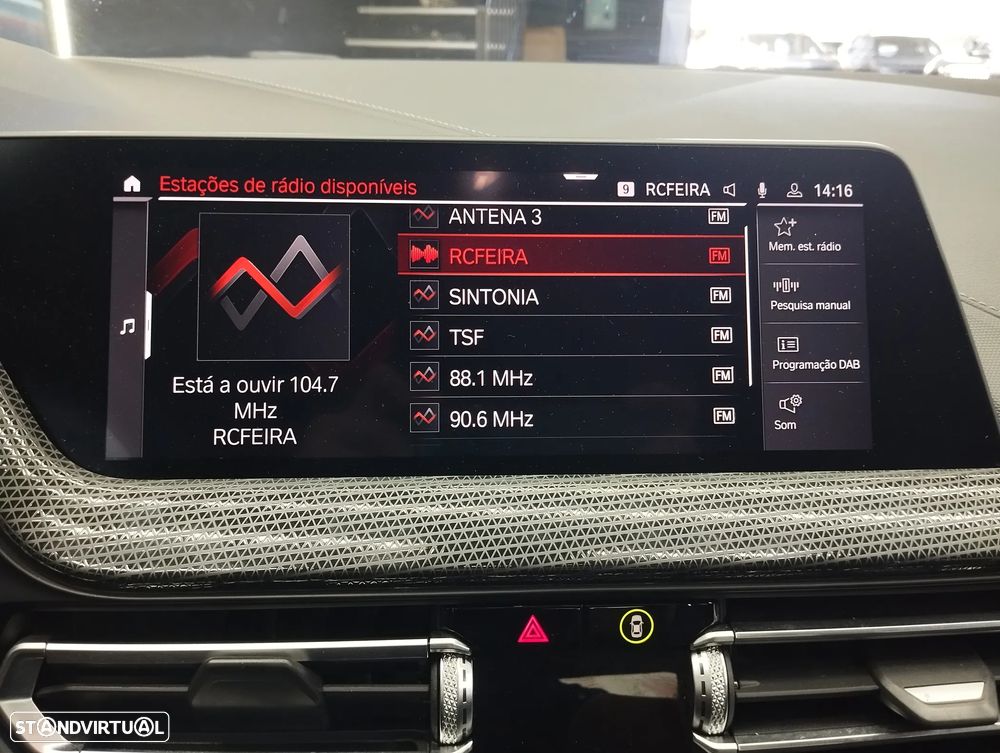 Estações de rádio disponíveis
9 RCFEIRA
14:16
ANTENA 3 FM
RCFEIRA FM
SINTONIA FM
TSF FM
88.1 MHz FM
90.6 MHz FM
Está a ouvir 104.7
MHz
RCFEIRA
Mem. est. rádio
Pesquisa manual
Programação DAB
Som
STANDVIRTUAL